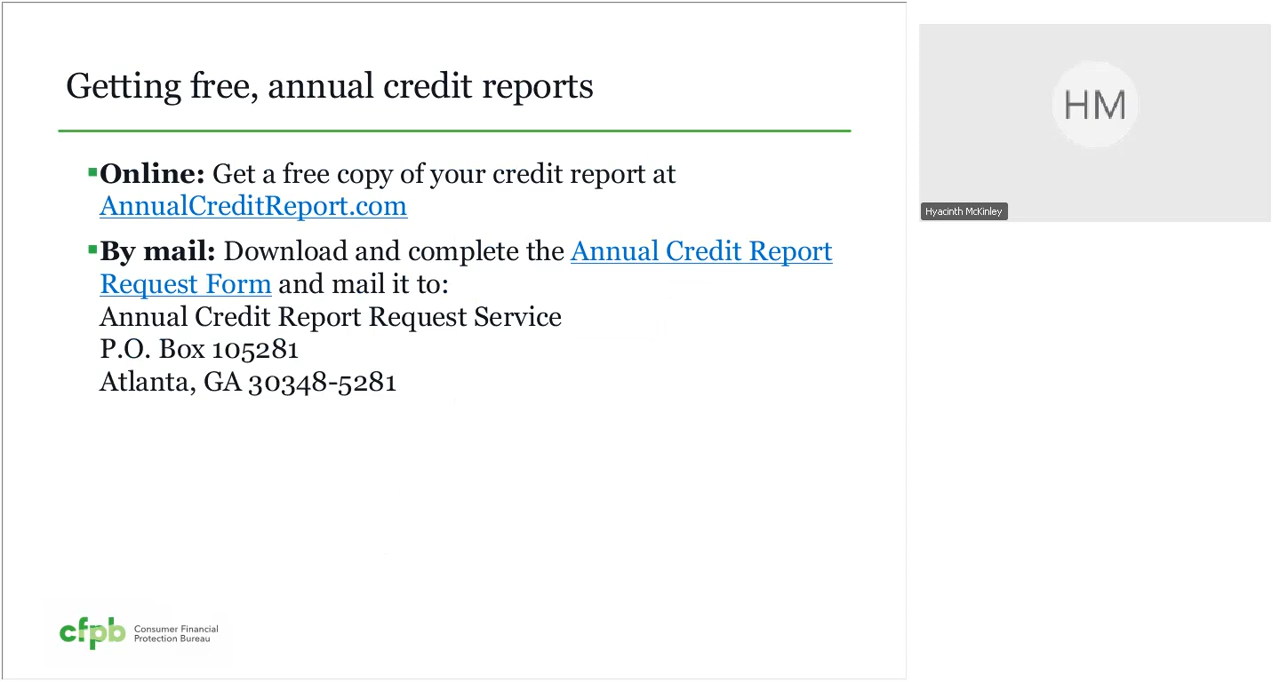 Getting free, annual credit reports
▪Online: Get a free copy of your credit report at
AnnualCreditReport.com
▪By mail: Download and complete the Annual Credit Report
Request Form and mail it to:
Annual Credit Report Request Service
P.O. Box 105281
Atlanta, GA 30348-5281
cfpb Consumer Financial
Protection Bureau
HM
Hyacinth McKinley